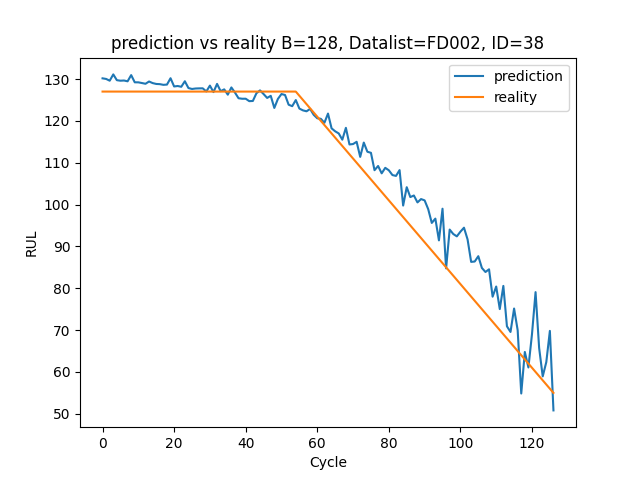 prediction vs reality B=128, Datalist=FD002, ID=38
prediction
reality
RUL
130
120
110
100
90
80
70
60
50
0 20 40 60 80 100 120
Cycle